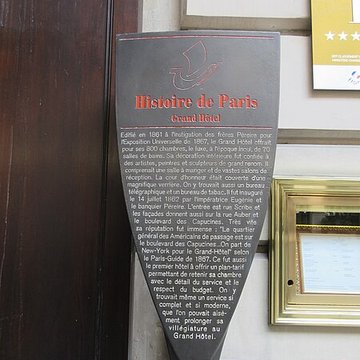 Histoire de Paris
Grand Hôtel
Edifié en 1861 à l'instigation des frères Pereire pour
l'Exposition Universelle de 1867, le Grand Hôtel offrait
pour ses 800 chambres, le luxe, à l'époque inouï, de 70
salles de bains. Sa décoration intérieure fut confiée à
des artistes, peintres et sculpteurs de grand renom. Il
comprenait une salle à manger et de vastes salons de
réception. La cour d'honneur était couverte d'une
magnifique verrière. On y trouvait aussi un bureau
télégraphique et un bureau de tabac. Il fut inauguré
le 14 juillet 1862 par l'impératrice Eugénie et
le banquier Pereire. L'entrée est rue Scribe et
les façades donnent aussi sur la rue Auber et
le boulevard des Capucines. Très vite
sa réputation fut immense : "Le quartier
général des Américains de passage est sur
le boulevard des Capucines...On part de
New-York pour le Grand-Hôtel" selon
le Paris-Guide de 1867. Ce fut aussi
le premier hôtel à offrir un plan-tarif
permettant de retenir sa chambre
avec le détail du service et le
respect du budget. On y
trouvait même un service si
complet et si moderne,
que l'on pouvait aisé-
ment prolonger sa
villégiature au
Grand Hôtel.